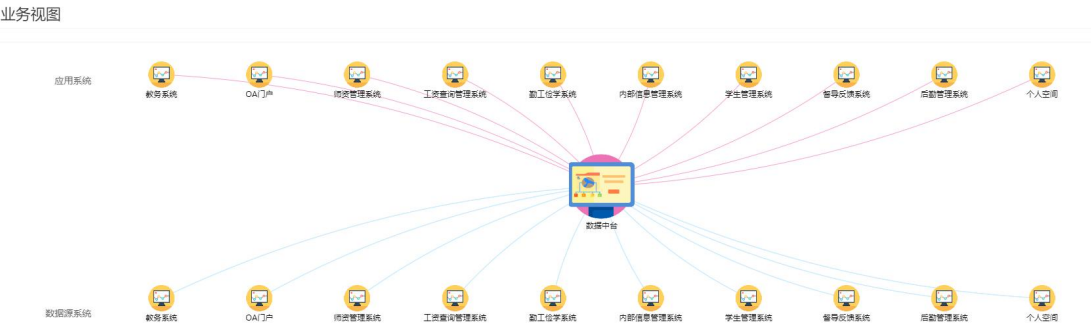 业务视图
应用系统
教务系统
OA门户
师资管理系统
工资查询管理系统
勤工俭学系统
内部信息管理系统
学生管理系统
督导反馈系统
后勤管理系统
个人空间
数据中台
数据源系统
教务系统
OA门户
师资管理系统
工资查询管理系统
勤工俭学系统
内部信息管理系统
学生管理系统
督导反馈系统
后勤管理系统
个人空间